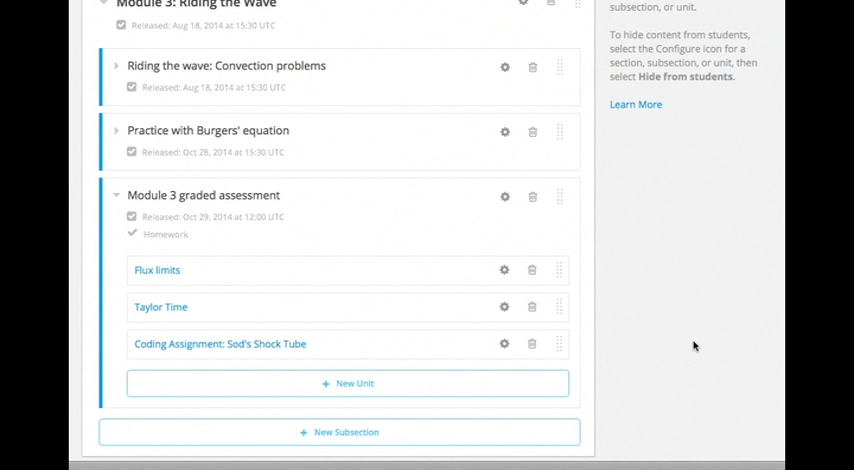 Module 3: Riding the Wave
Released: Aug 18, 2014 at 15:30 UTC
Riding the wave: Convection problems
Released: Aug 18, 2014 at 15:30 UTC
Practice with Burgers' equation
Released: Oct 28, 2014 at 15:30 UTC
Module 3 graded assessment
Released: Oct 29, 2014 at 12:00 UTC
Homework
Flux limits
Taylor Time
Coding Assignment: Sod's Shock Tube
+ New Unit
+ New Subsection
subsection, or unit.
To hide content from students,
select the Configure icon for a
section, subsection, or unit, then
select Hide from students.
Learn More